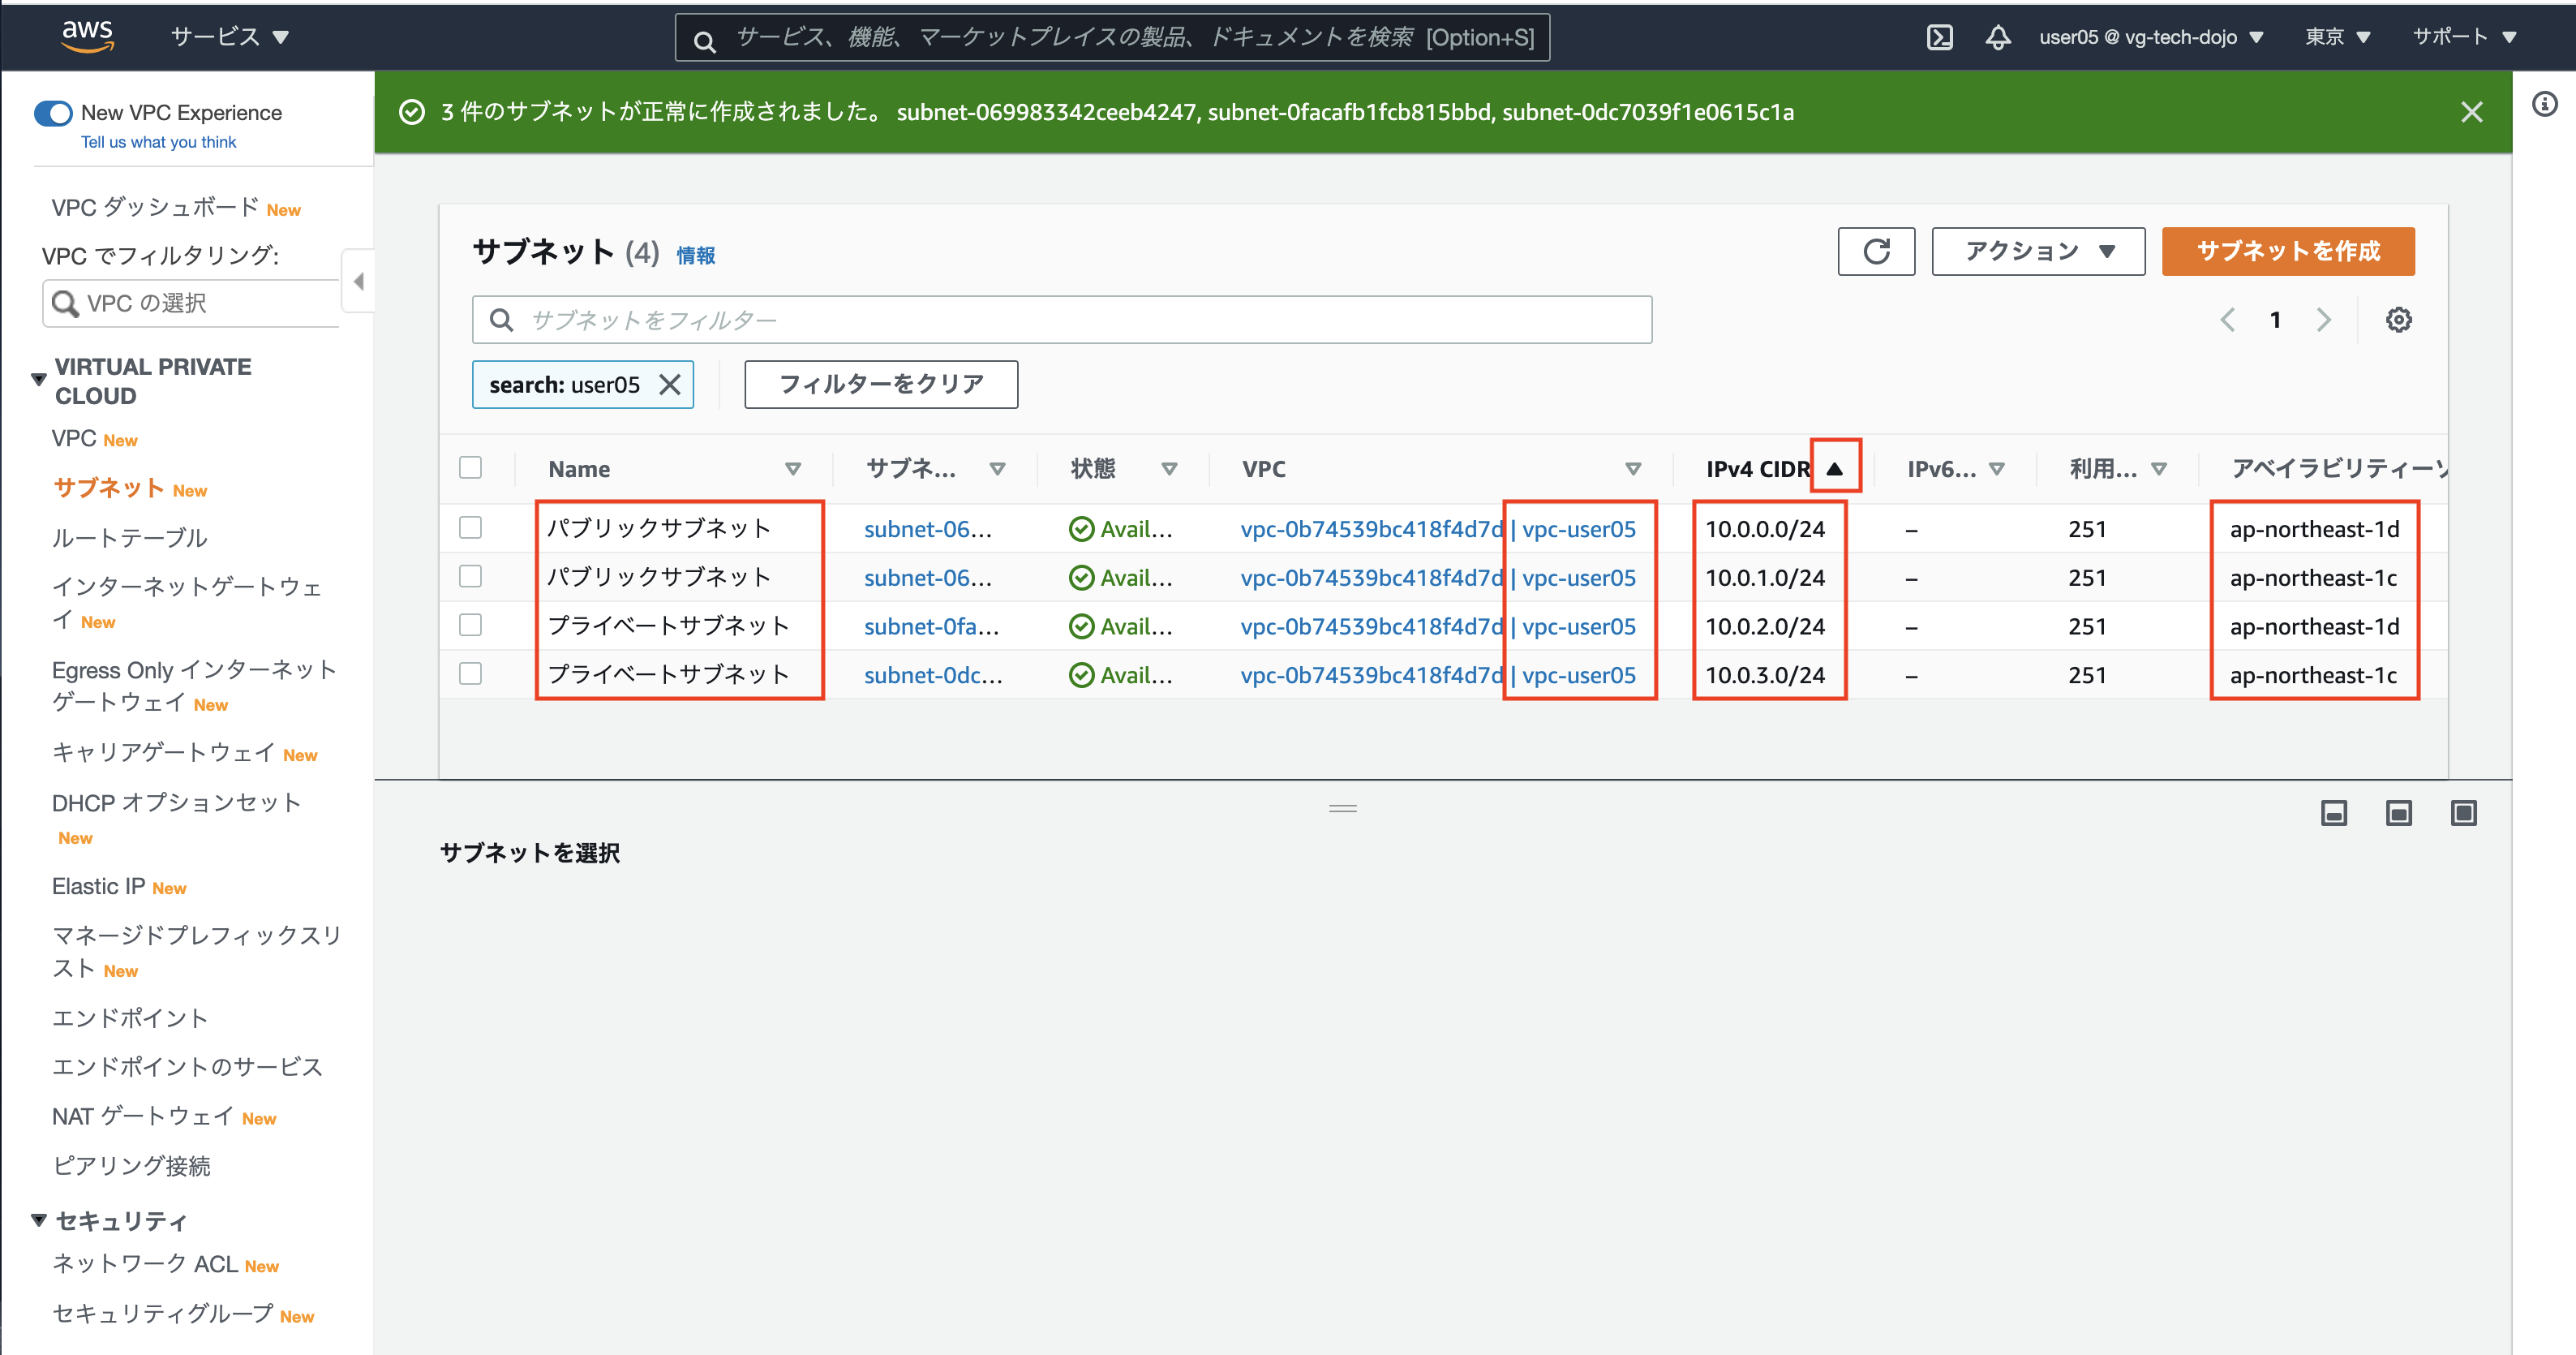 aws サービス ▼ サービス、機能、マーケットプレイスの製品、ドキュメントを検索 [Option+S] user05 @ vg-tech-dojo ▼ 東京 ▼ サポート ▼
New VPC Experience
Tell us what you think
VPC ダッシュボード New
VPC でフィルタリング:
VPC の選択
VIRTUAL PRIVATE
CLOUD
VPC New
サブネット New
ルートテーブル
インターネットゲートウェ
イ New
Egress Only インターネット
ゲートウェイ New
キャリアゲートウェイ New
DHCP オプションセット
New
Elastic IP New
マネージドプレフィックスリ
スト New
エンドポイント
エンドポイントのサービス
NAT ゲートウェイ New
ピアリング接続
セキュリティ
ネットワーク ACL New
セキュリティグループ New
3 件のサブネットが正常に作成されました。 subnet-069983342ceeb4247, subnet-0facafb1fcb815bbd, subnet-0dc7039f1e0615c1a
サブネット (4) 情報 アクション ▼ サブネットを作成
サブネットをフィルター 1
search: user05 フィルターをクリア
Name サブネ... 状態 VPC IPv4 CIDR IPv6... 利用... アベイラビリティーソ
パブリックサブネット subnet-06... Avail... vpc-0b74539bc418f4d7d | vpc-user05 10.0.0.0/24 – 251 ap-northeast-1d
パブリックサブネット subnet-06... Avail... vpc-0b74539bc418f4d7d | vpc-user05 10.0.1.0/24 – 251 ap-northeast-1c
プライベートサブネット subnet-0fa... Avail... vpc-0b74539bc418f4d7d | vpc-user05 10.0.2.0/24 – 251 ap-northeast-1d
プライベートサブネット subnet-0dc... Avail... vpc-0b74539bc418f4d7d | vpc-user05 10.0.3.0/24 – 251 ap-northeast-1c
サブネットを選択